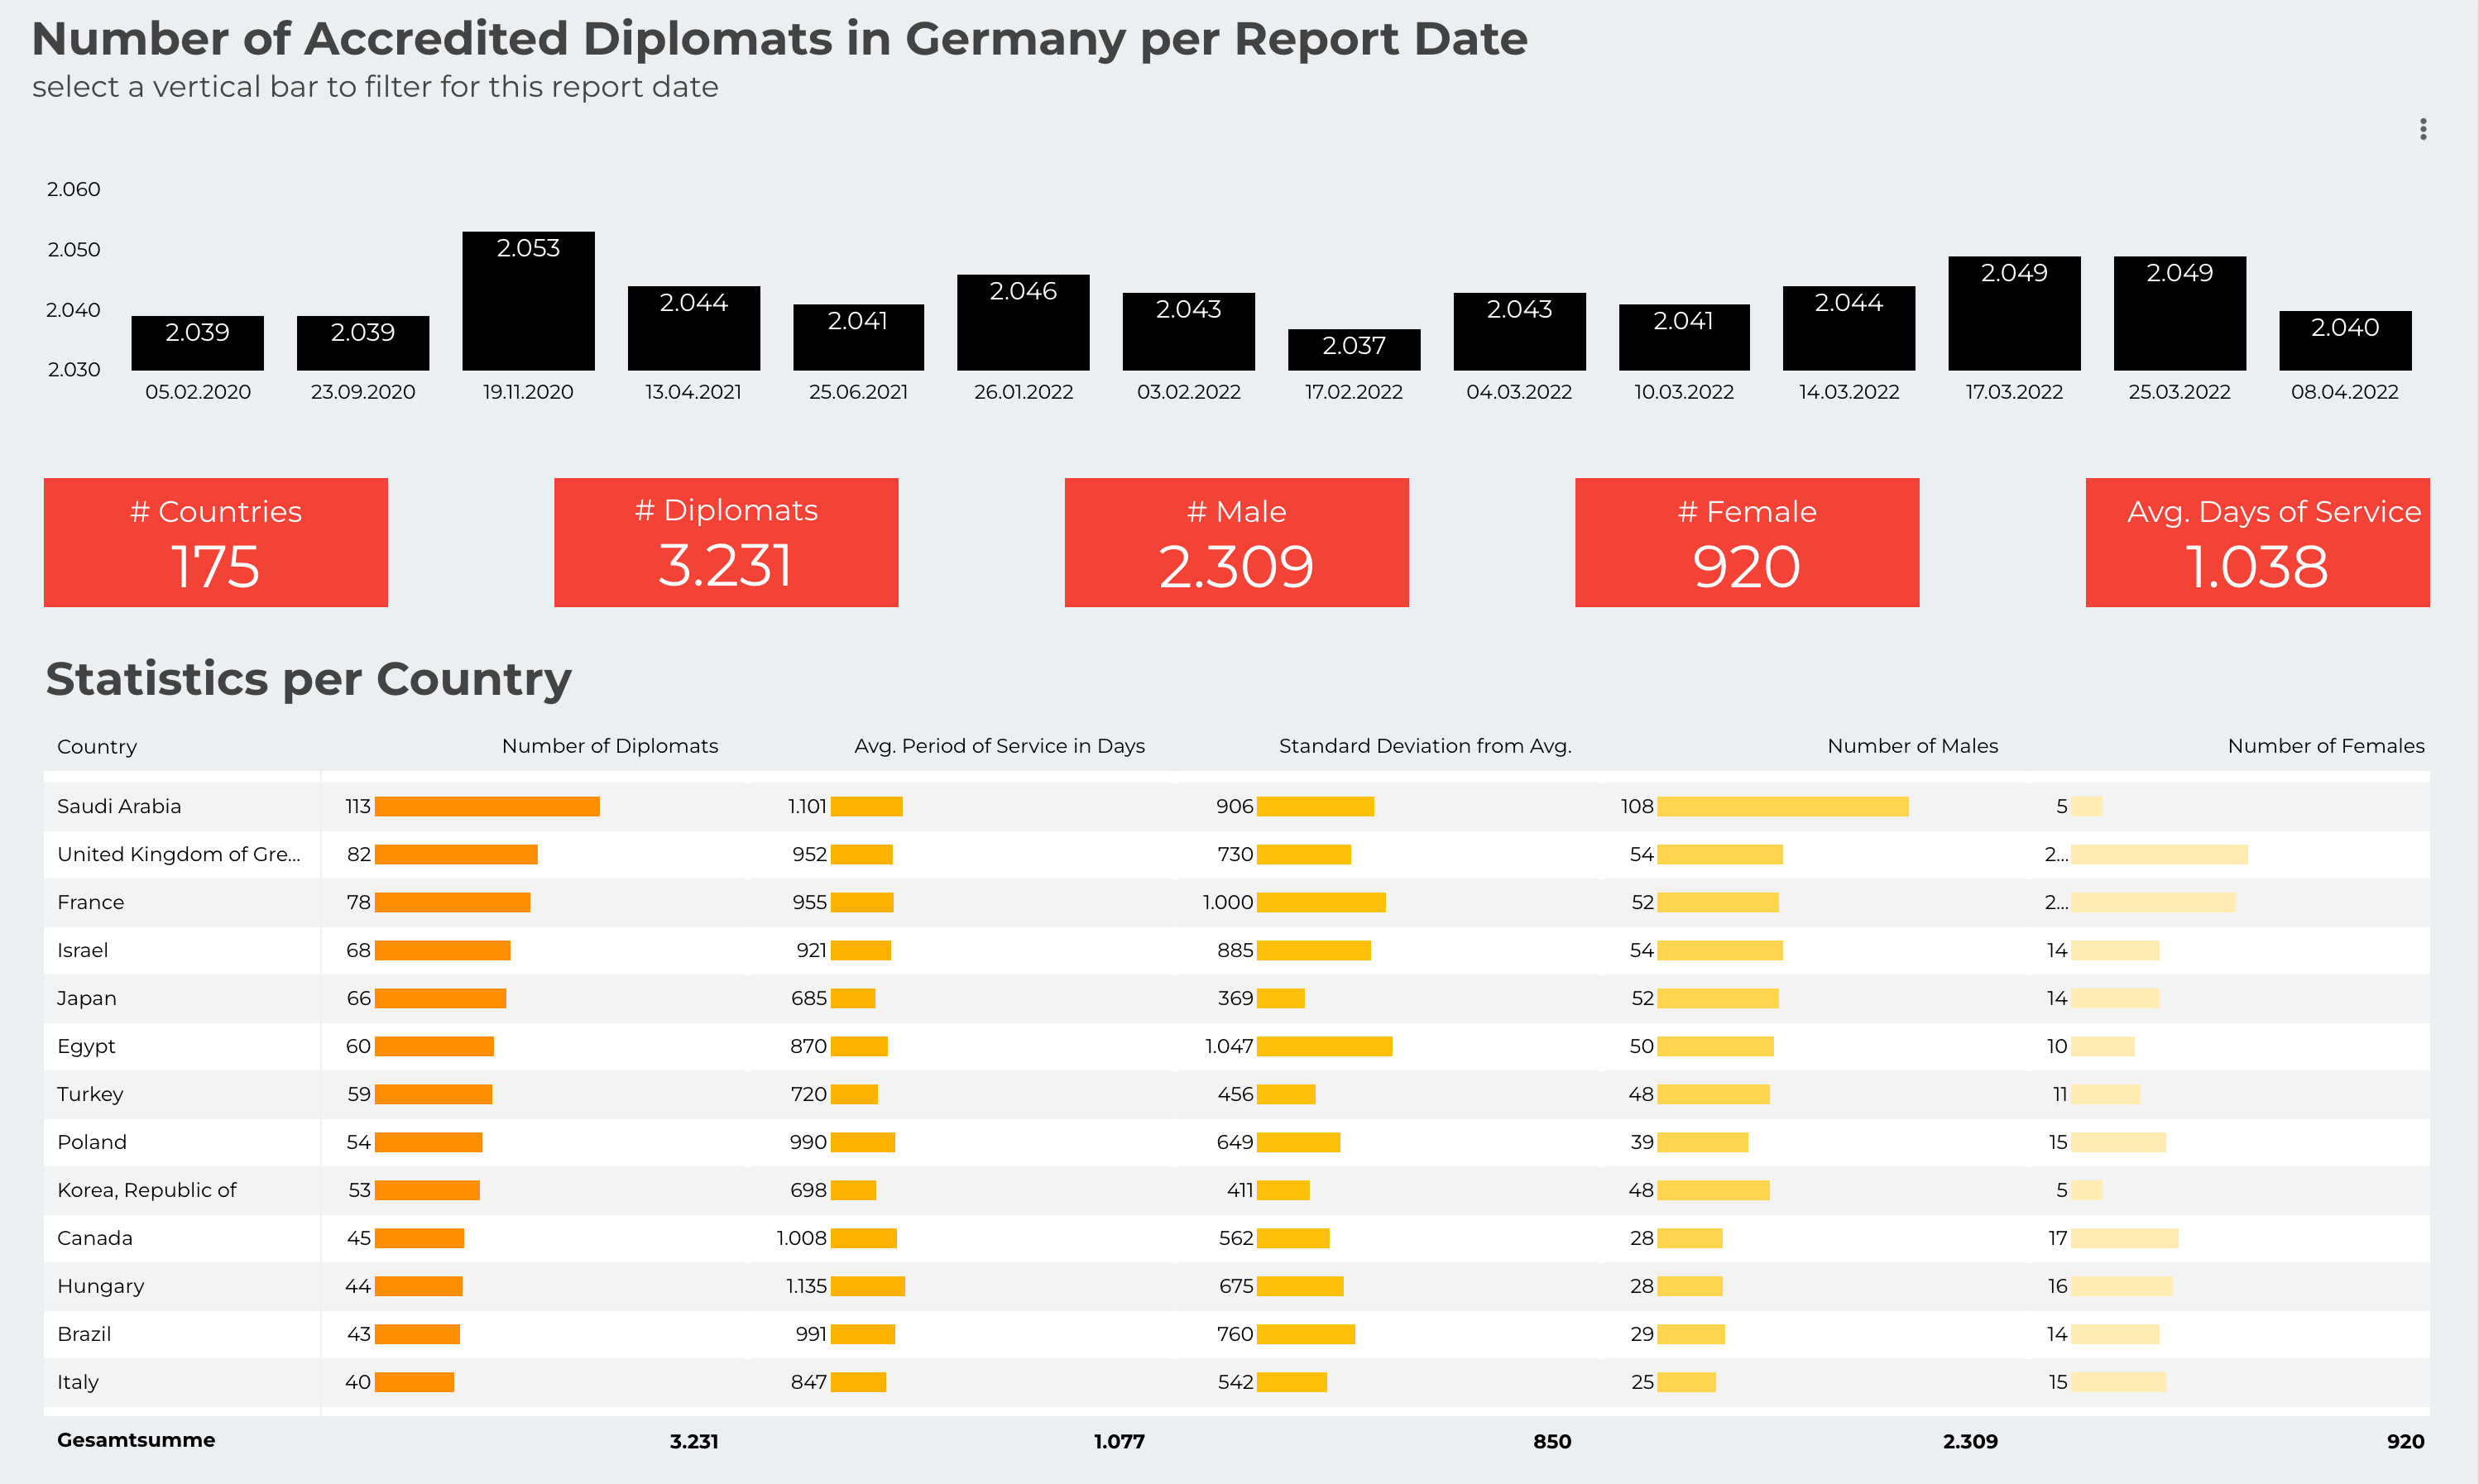 Number of Accredited Diplomats in Germany per Report Date
select a vertical bar to filter for this report date
2.060
2.050
2.040
2.030
2.039 2.039 2.053 2.044 2.041 2.046 2.043 2.037 2.043 2.041 2.044 2.049 2.049 2.040
05.02.2020 23.09.2020 19.11.2020 13.04.2021 25.06.2021 26.01.2022 03.02.2022 17.02.2022 04.03.2022 10.03.2022 14.03.2022 17.03.2022 25.03.2022 08.04.2022
# Countries # Diplomats # Male # Female Avg. Days of Service
175 3.231 2.309 920 1.038
Statistics per Country
Country Number of Diplomats Avg. Period of Service in Days Standard Deviation from Avg. Number of Males Number of Females
Saudi Arabia 113 1.101 906 108 5
United Kingdom of Gre... 82 952 730 54 2...
France 78 955 1.000 52 2...
Israel 68 921 885 54 14
Japan 66 685 369 52 14
Egypt 60 870 1.047 50 10
Turkey 59 720 456 48 11
Poland 54 990 649 39 15
Korea, Republic of 53 698 411 48 5
Canada 45 1.008 562 28 17
Hungary 44 1.135 675 28 16
Brazil 43 991 760 29 14
Italy 40 847 542 25 15
Gesamtsumme 3.231 1.077 850 2.309 920